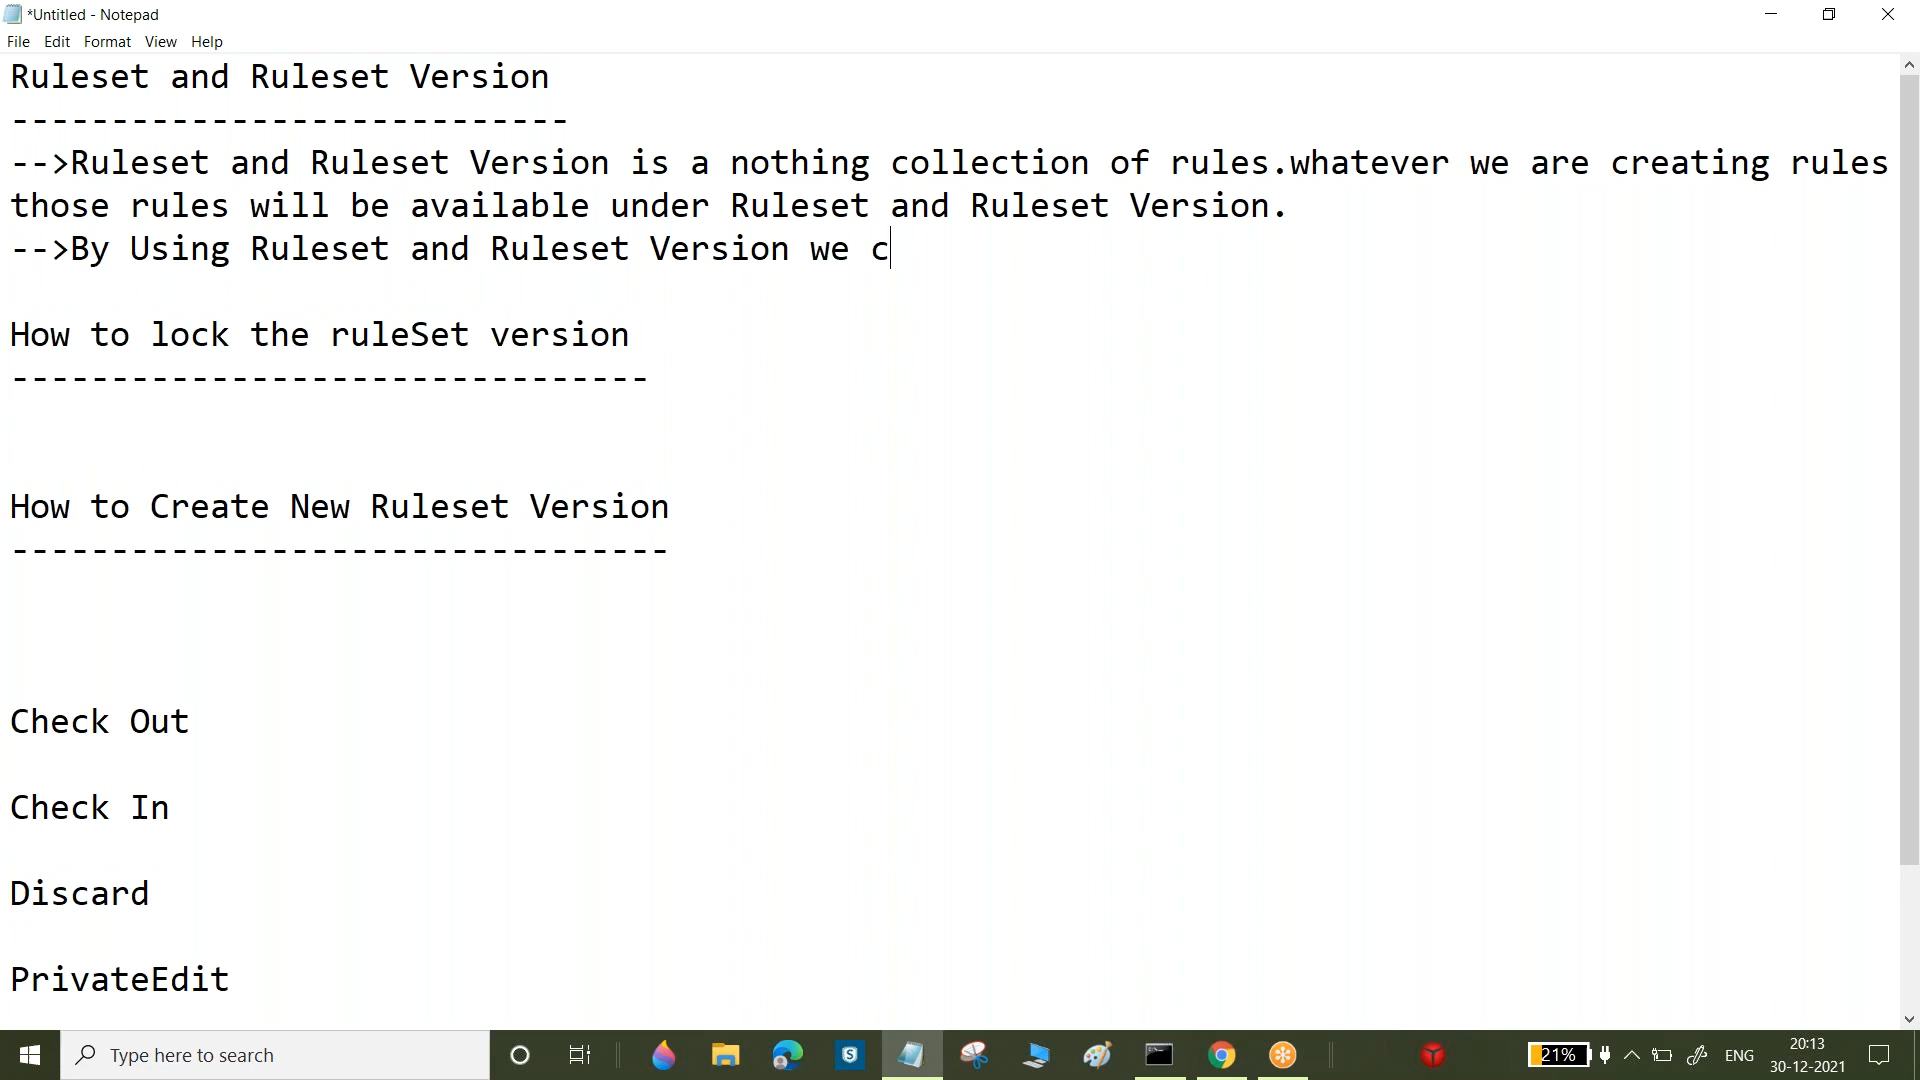 *Untitled - Notepad
File Edit Format View Help
Ruleset and Ruleset Version
----------------------------
-->Ruleset and Ruleset Version is a nothing collection of rules.whatever we are creating rules
those rules will be available under Ruleset and Ruleset Version.
-->By Using Ruleset and Ruleset Version we c
How to lock the ruleSet version
--------------------------------
How to Create New Ruleset Version
---------------------------------
Check Out
Check In
Discard
PrivateEdit
Type here to search
21%
ENG
20:13
30-12-2021